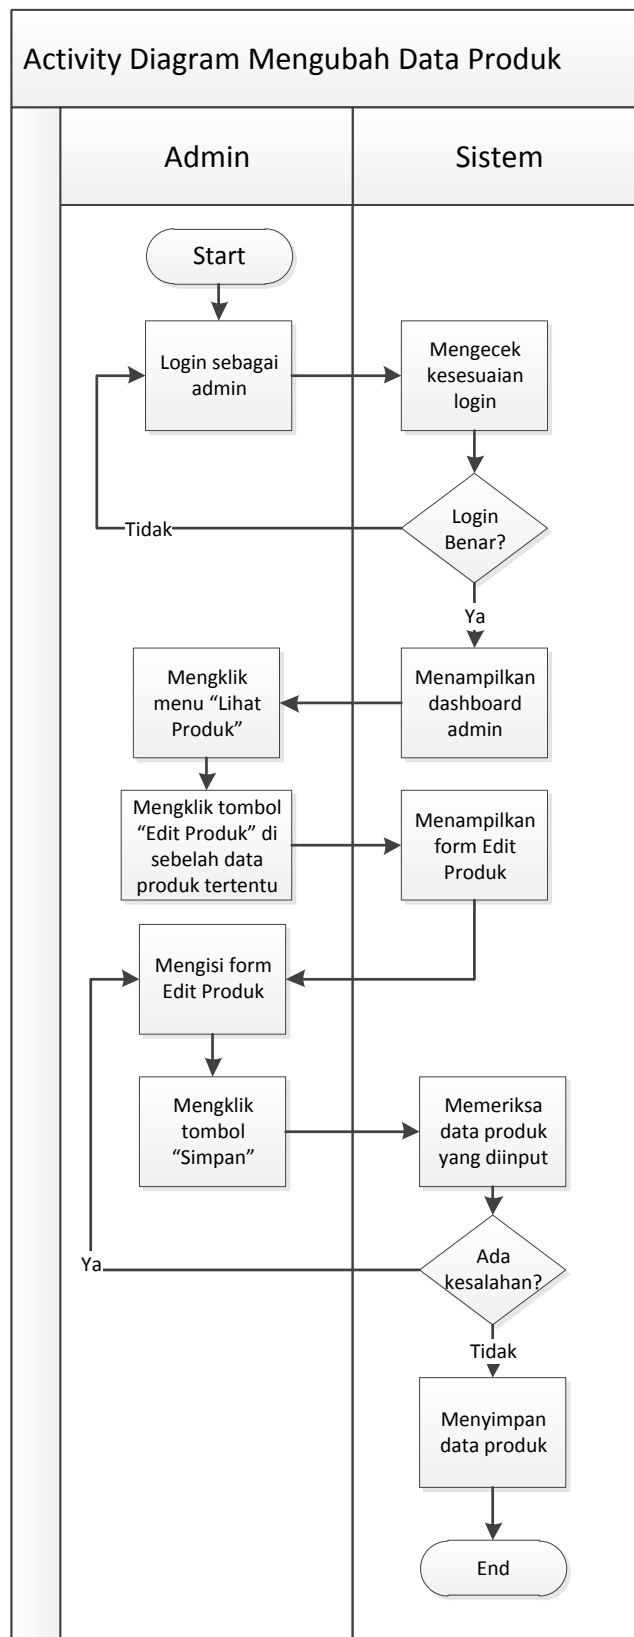 Activity Diagram Mengubah Data Produk
Admin
Sistem
Start
Login sebagai
admin
Mengecek
kesesuaian
login
Login
Benar?
Tidak
Ya
Menampilkan
dashboard
admin
Mengklik
menu “Lihat
Produk”
Mengklik tombol
“Edit Produk” di
sebelah data
produk tertentu
Menampilkan
form Edit
Produk
Mengisi form
Edit Produk
Mengklik
tombol
“Simpan”
Memeriksa
data produk
yang diinput
Ada
kesalahan?
Ya
Tidak
Menyimpan
data produk
End